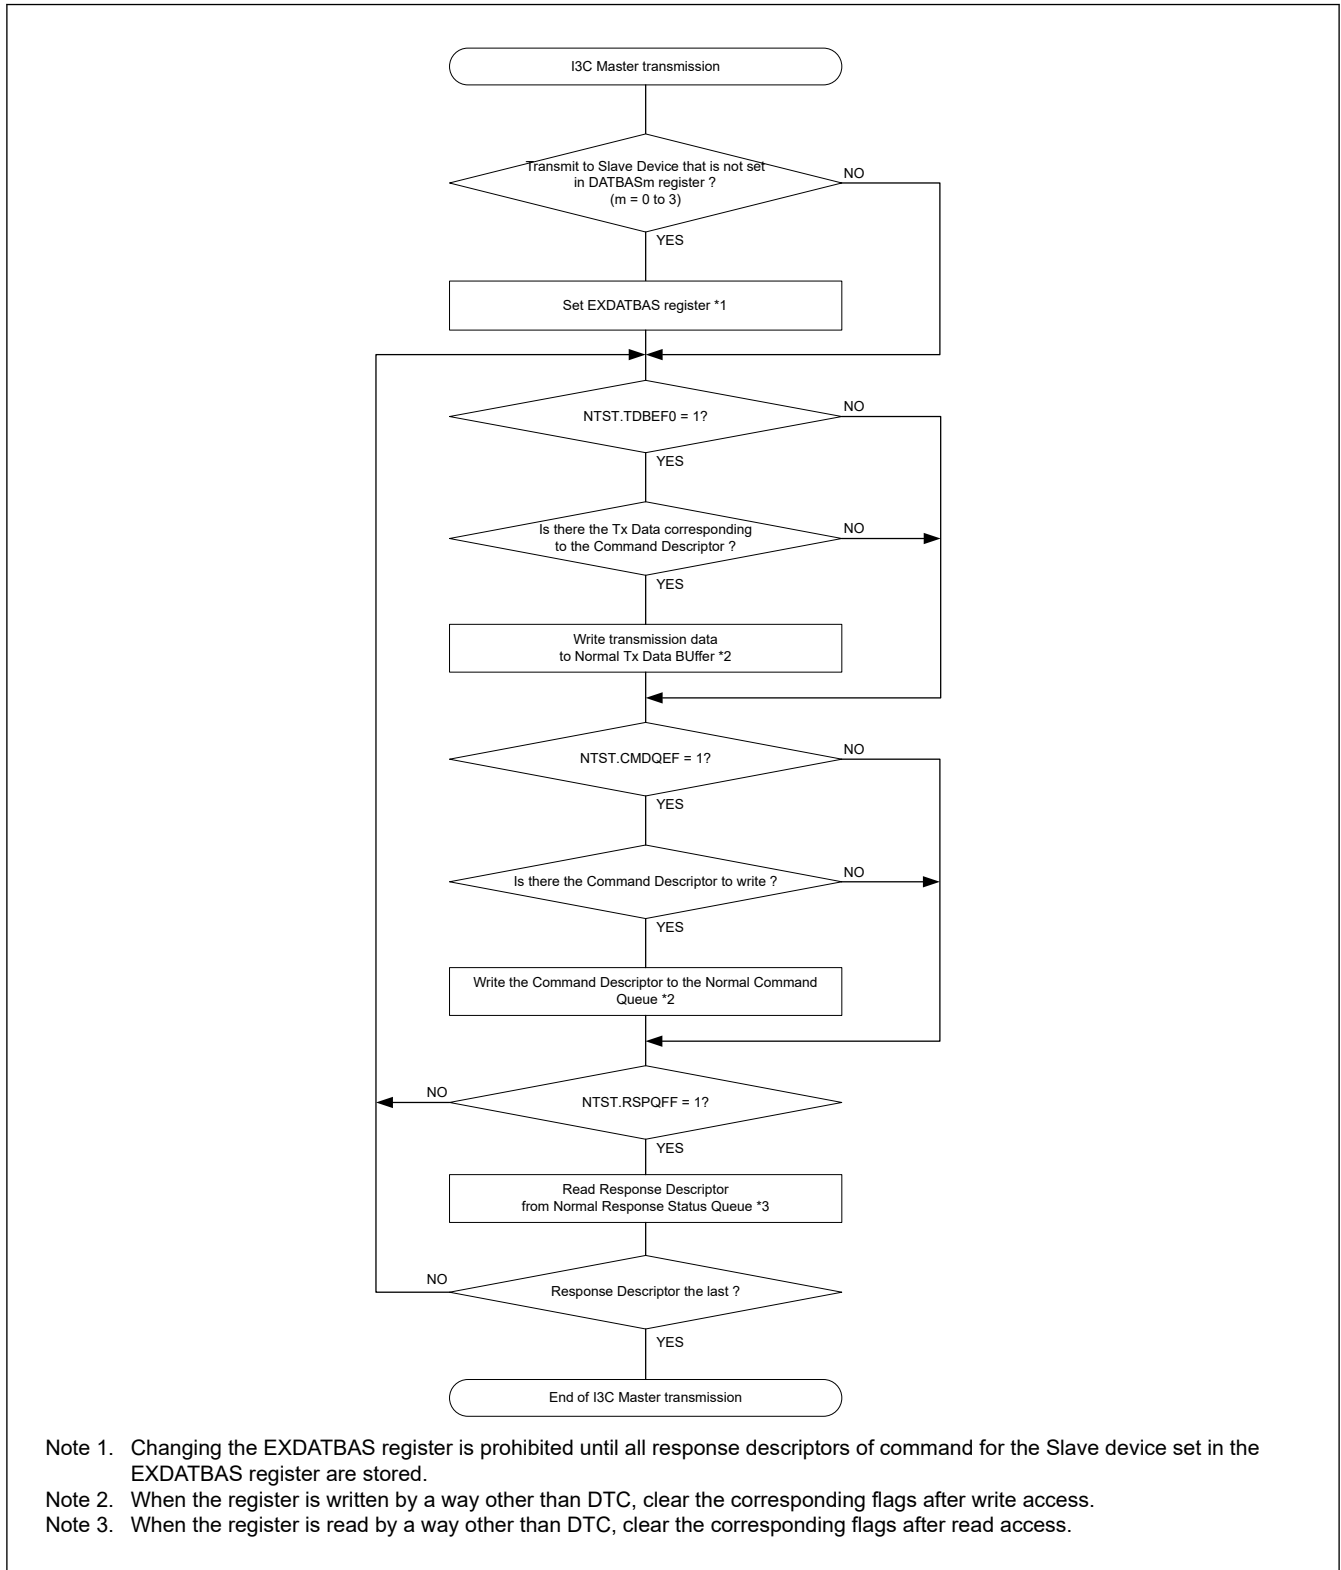 I3C Master transmission
Transmit to Slave Device that is not set
in DATBASm register ?
(m = 0 to 3)
NO
YES
Set EXDATBAS register *1
NTST.TDBEF0 = 1?
NO
YES
Is there the Tx Data corresponding
to the Command Descriptor ?
NO
YES
Write transmission data
to Normal Tx Data BUffer *2
NTST.CMDQEF = 1?
NO
YES
Is there the Command Descriptor to write ?
NO
YES
Write the Command Descriptor to the Normal Command
Queue *2
NO
NTST.RSPQFF = 1?
YES
Read Response Descriptor
from Normal Response Status Queue *3
NO
Response Descriptor the last ?
YES
End of I3C Master transmission
Note 1. Changing the EXDATBAS register is prohibited until all response descriptors of command for the Slave device set in the
EXDATBAS register are stored.
Note 2. When the register is written by a way other than DTC, clear the corresponding flags after write access.
Note 3. When the register is read by a way other than DTC, clear the corresponding flags after read access.